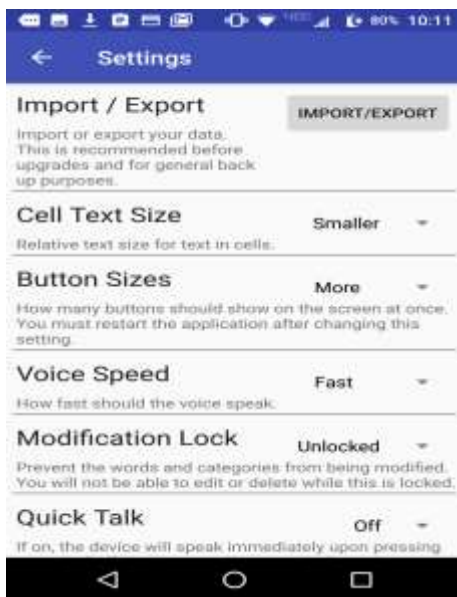 80% 10:11
Settings
Import / Export
IMPORT/EXPORT
Import or export your data.
This is recommended before
upgrades and for general back
up purposes.
Cell Text Size
Smaller
Relative text size for text in cells.
Button Sizes
More
How many buttons should show on the screen at once.
You must restart the application after changing this
setting.
Voice Speed
Fast
How fast should the voice speak.
Modification Lock
Unlocked
Prevent the words and categories from being modified.
You will not be able to edit or delete while this is locked.
Quick Talk
Off
If on, the device will speak immediately upon pressing